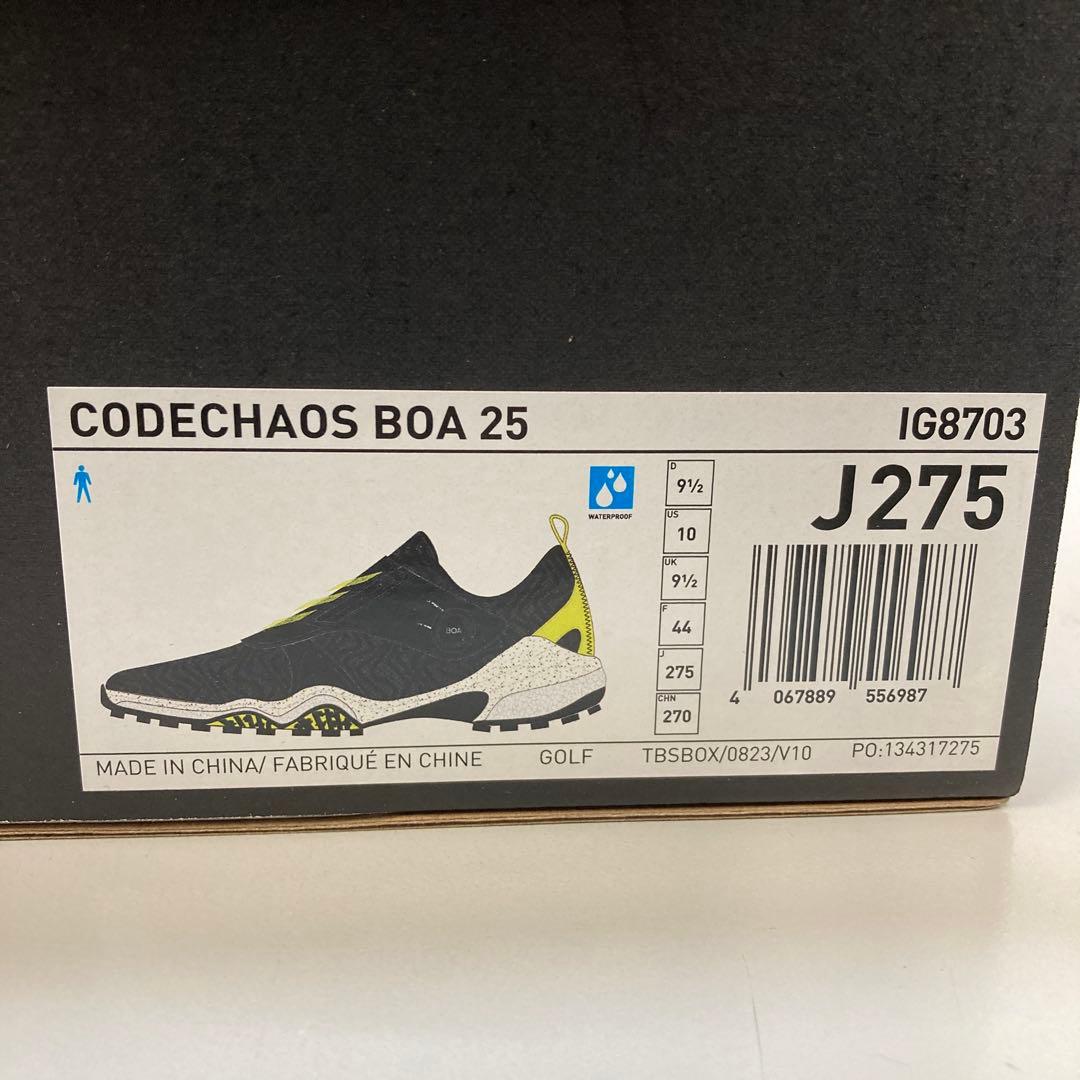 CODECHAOS BOA 25
IG8703
J275
WATERPROOF
D
9½
US
10
UK
9½
F
44
J
275
CHN
270
BOA
4 067889 556987
MADE IN CHINA/ FABRIQUÉ EN CHINE
GOLF
TBSBOX/0823/V10
PO:134317275